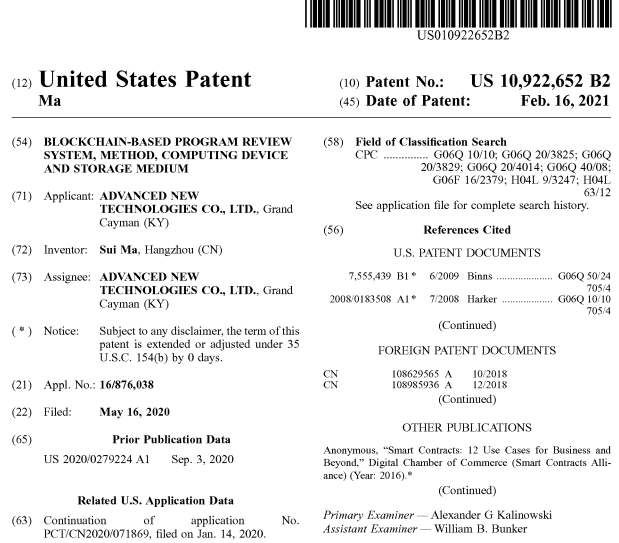 US010922652B2
(12) United States Patent
Ma
(10) Patent No.: US 10,922,652 B2
(45) Date of Patent: Feb. 16, 2021
(54) BLOCKCHAIN-BASED PROGRAM REVIEW
SYSTEM, METHOD, COMPUTING DEVICE
AND STORAGE MEDIUM
(71) Applicant: ADVANCED NEW
TECHNOLOGIES CO., LTD., Grand
Cayman (KY)
(72) Inventor: Sui Ma, Hangzhou (CN)
(73) Assignee: ADVANCED NEW
TECHNOLOGIES CO., LTD., Grand
Cayman (KY)
( * ) Notice: Subject to any disclaimer, the term of this
patent is extended or adjusted under 35
U.S.C. 154(b) by 0 days.
(21) Appl. No.: 16/876,038
(22) Filed: May 16, 2020
(65) Prior Publication Data
US 2020/0279224 A1 Sep. 3, 2020
Related U.S. Application Data
(63) Continuation of application No.
PCT/CN2020/071869, filed on Jan. 14, 2020.
(58) Field of Classification Search
CPC .............. G06Q 10/10; G06Q 20/3825; G06Q
20/3829; G06Q 20/4014; G06Q 40/08;
G06F 16/2379; H04L 9/3247; H04L
63/12
See application file for complete search history.
(56) References Cited
U.S. PATENT DOCUMENTS
7,555,439 B1 * 6/2009 Binns .................. G06Q 50/24
705/4
2008/0183508 A1 * 7/2008 Harker ................ G06Q 10/10
705/4
(Continued)
FOREIGN PATENT DOCUMENTS
CN 108629565 A 10/2018
CN 108985936 A 12/2018
(Continued)
OTHER PUBLICATIONS
Anonymous, “Smart Contracts: 12 Use Cases for Business and
Beyond,” Digital Chamber of Commerce (Smart Contracts Alli-
ance) (Year: 2016).*
(Continued)
Primary Examiner — Alexander G Kalinowski
Assistant Examiner — William B. Bunker